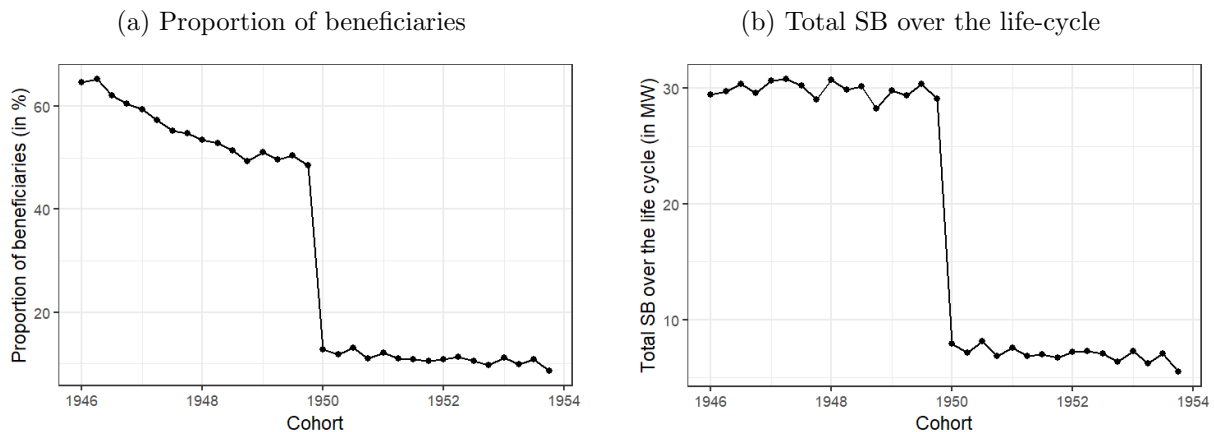 (a) Proportion of beneficiaries
Proportion of beneficiaries (in %)
60
40
20
1946 1948 1950 1952 1954
Cohort
(b) Total SB over the life-cycle
Total SB over the life cycle (in MW)
30
20
10
1946 1948 1950 1952 1954
Cohort